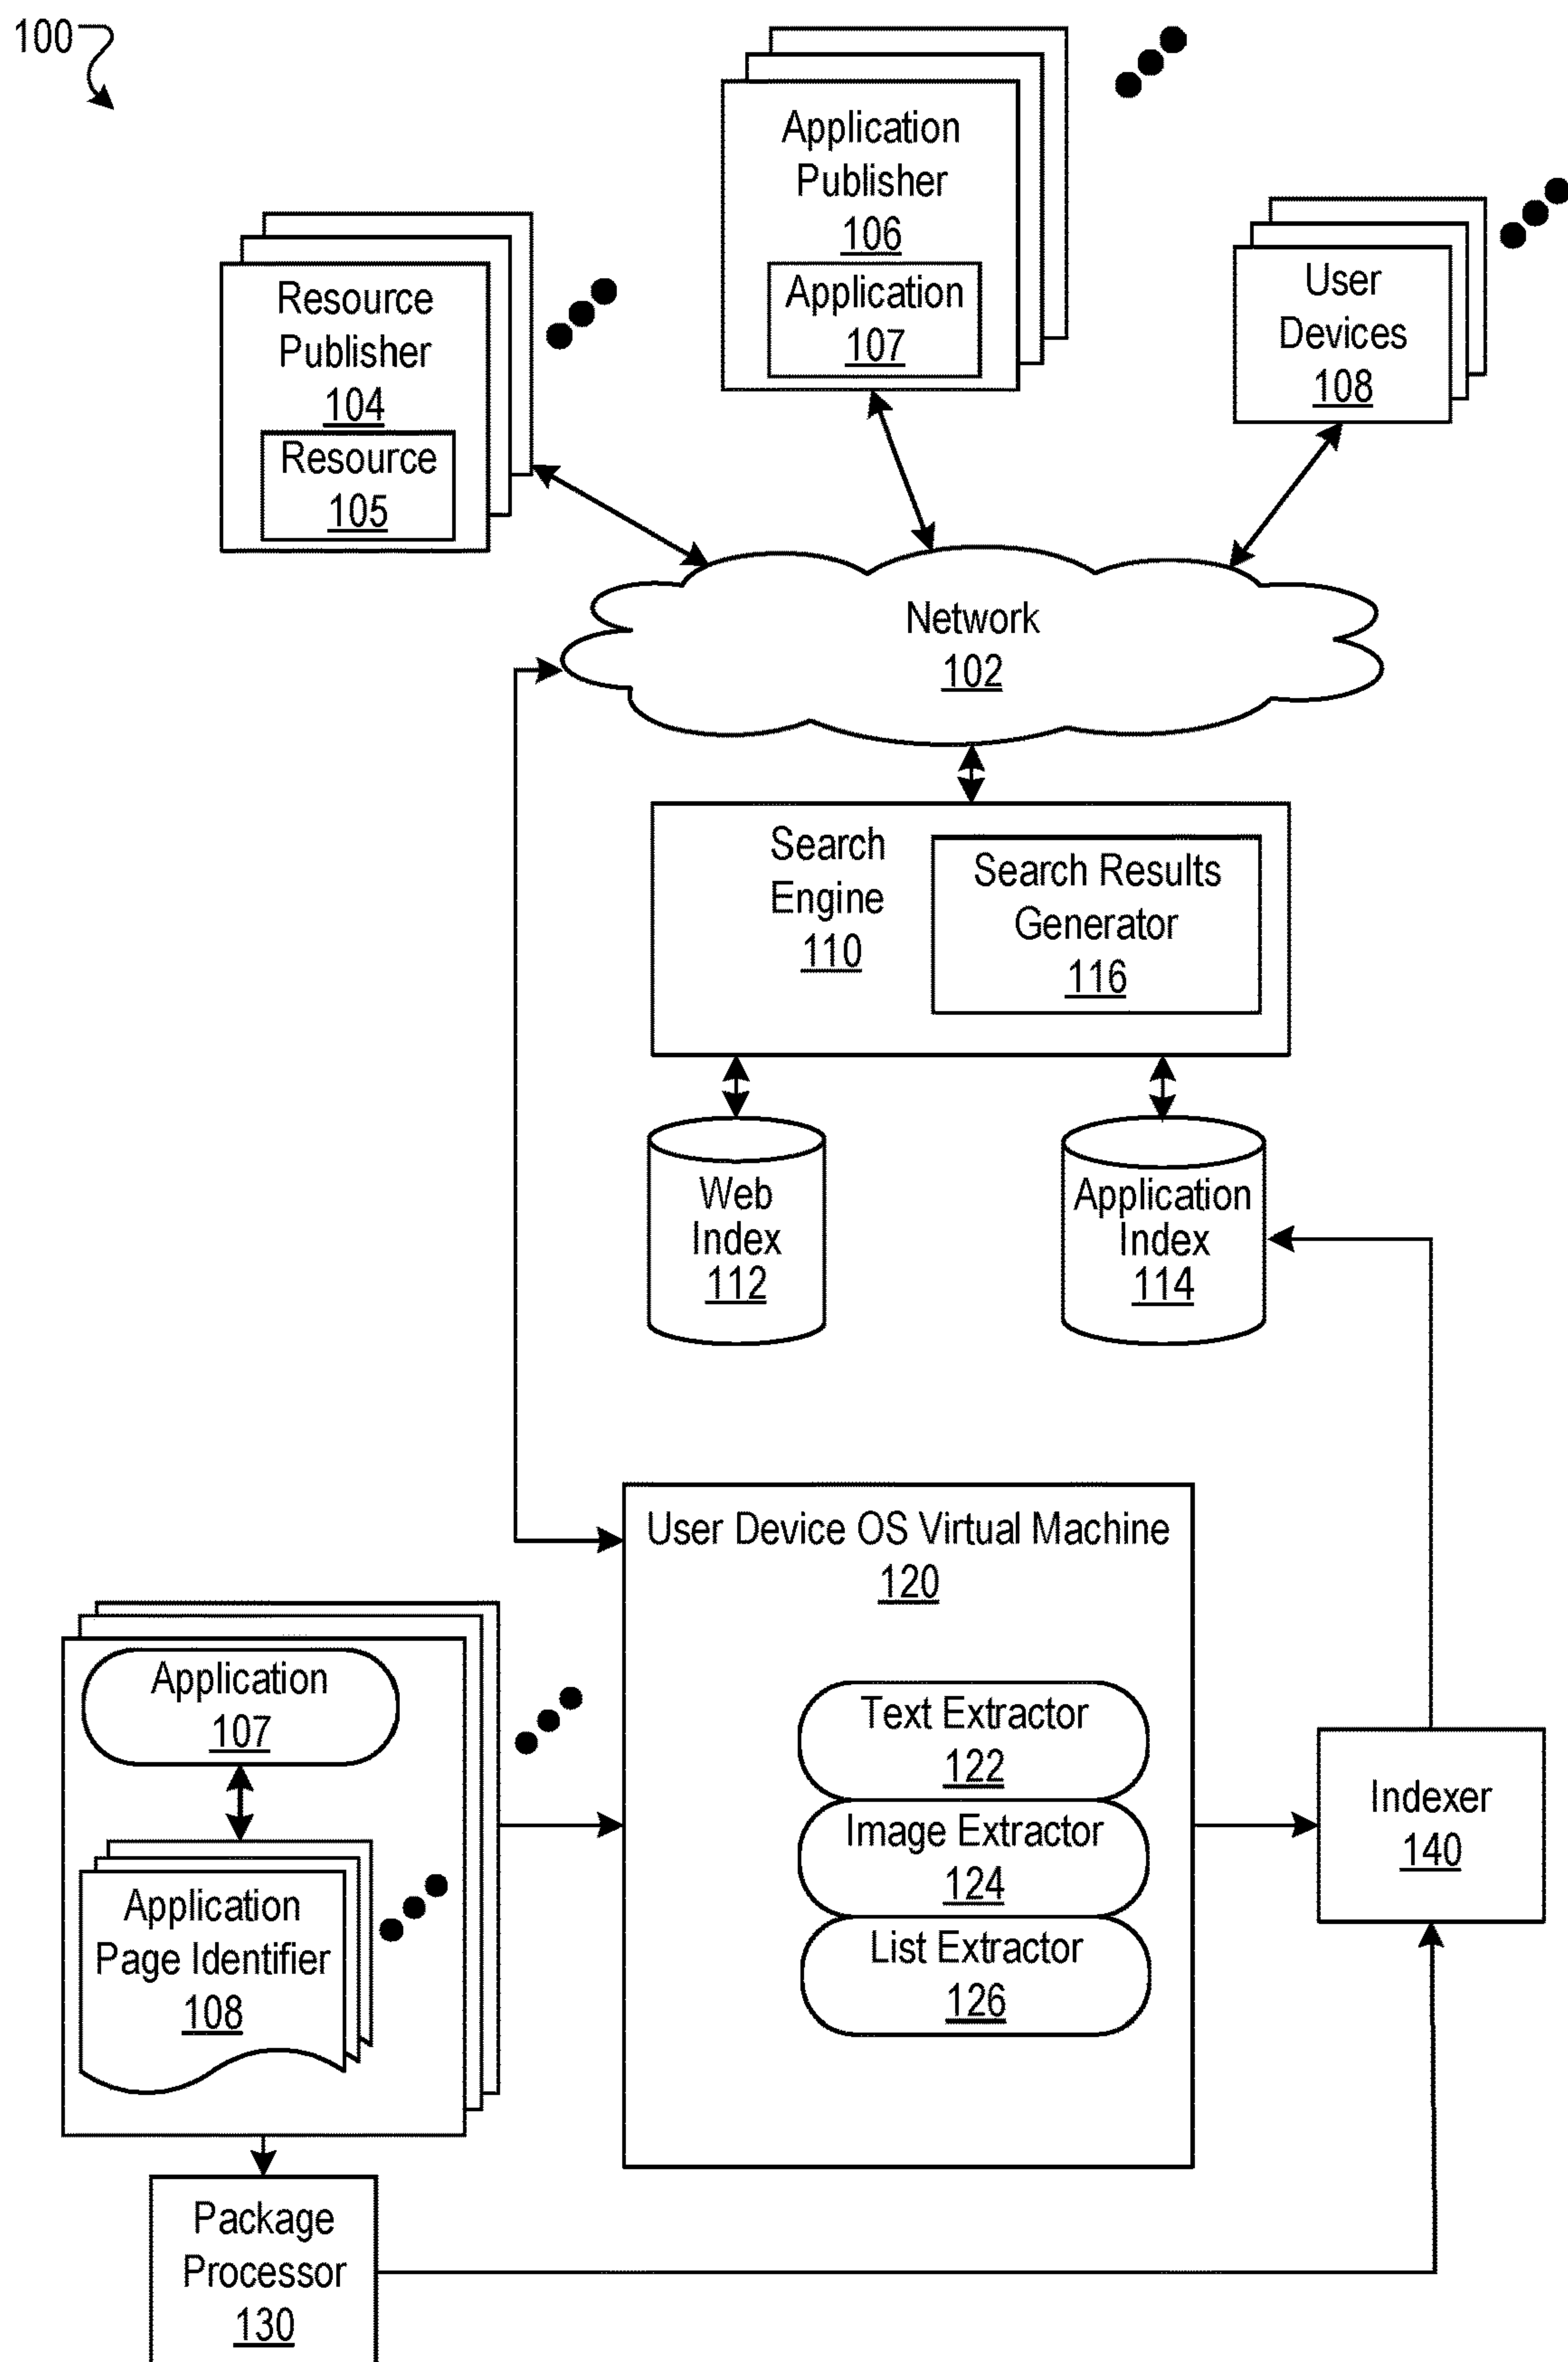 100
Application
Publisher
106
Application
107
Resource
Publisher
104
Resource
105
User
Devices
108
Network
102
Search
Engine
110
Search Results
Generator
116
Web
Index
112
Application
Index
114
User Device OS Virtual Machine
120
Text Extractor
122
Image Extractor
124
List Extractor
126
Application
107
Application
Page Identifier
108
Indexer
140
Package
Processor
130